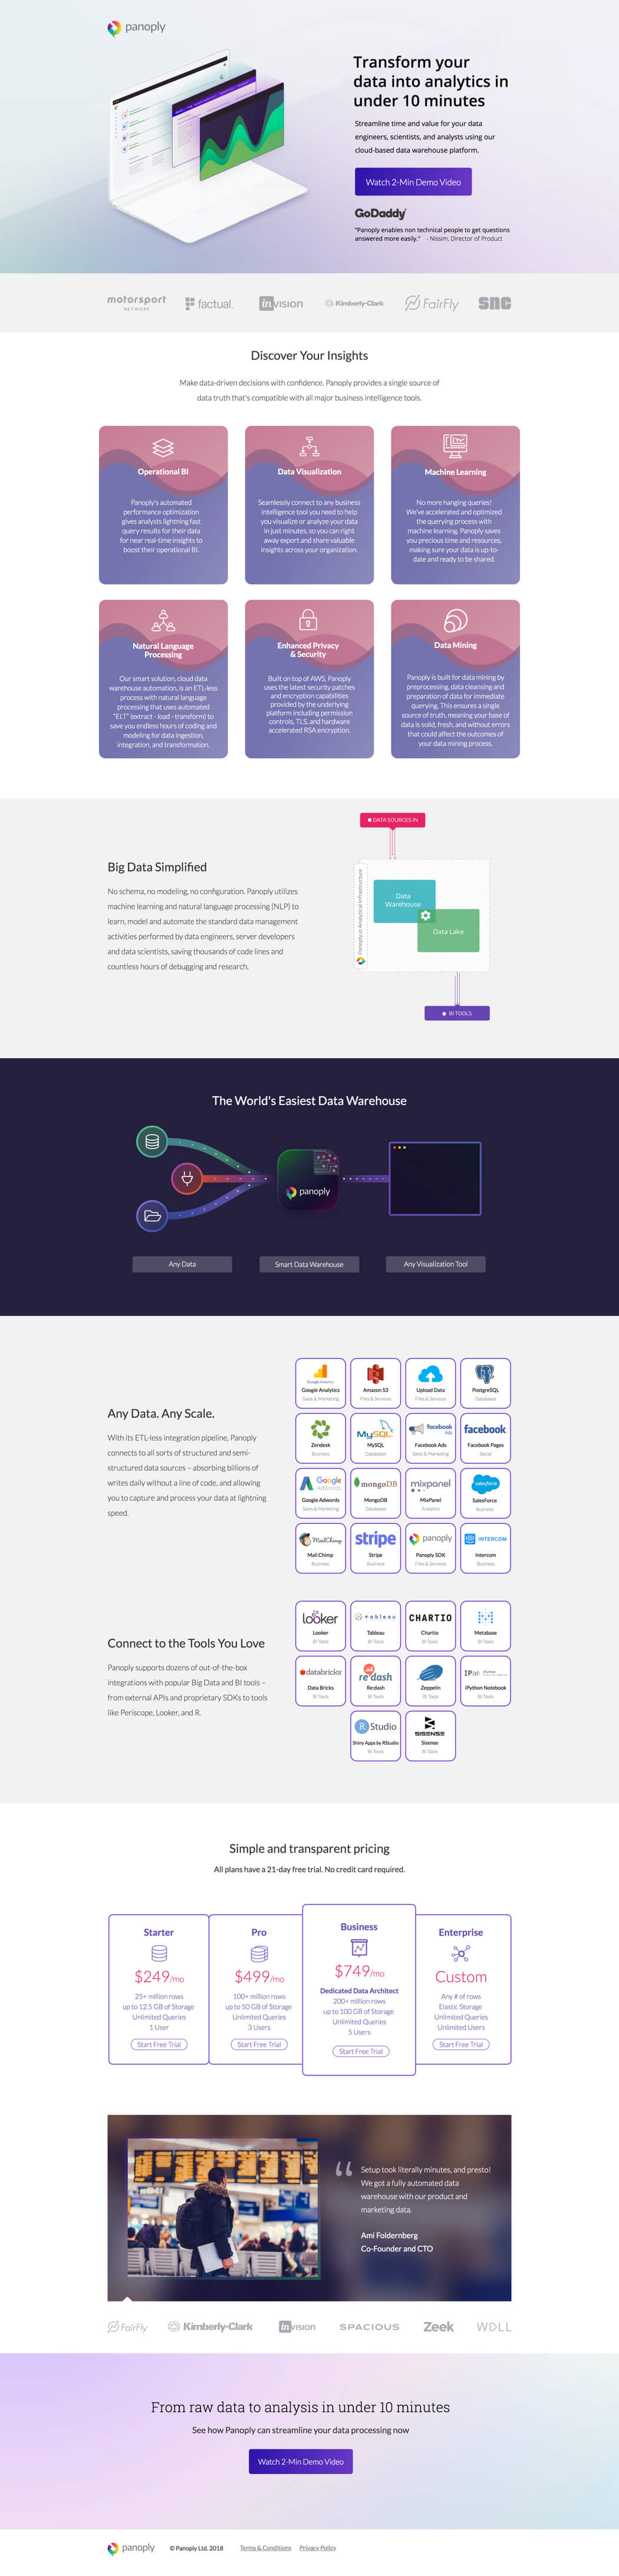 panoply
Transform your
data into analytics in
under 10 minutes
Streamline time and value for your data
engineers, scientists, and analysts using our
cloud-based data warehouse platform.
Watch 2-Min Demo Video
GoDaddy
"Panoply enables non technical people to get questions
answered more easily." - Nissim, Director of Product
motorsport
NETWORK
factual.
inVISION
Kimberly-Clark
FairFly
snc
Discover Your Insights
Make data-driven decisions with confidence. Panoply provides a single source of
data truth that's compatible with all major business intelligence tools.
Operational BI
Panoply's automated
performance optimization
gives analysts lightning fast
query results for their data
for near real-time insights to
boost their operational BI.
Data Visualization
Seamlessly connect to any business
intelligence tool you need to help
you visualize or analyze your data
in just minutes, so you can right
away export and share valuable
insights across your organization.
Machine Learning
No more hanging queries!
We've accelerated and optimized
the querying process with
machine learning. Panoply saves
you precious time and resources,
making sure your data is up-to-
date and ready to be shared.
Natural Language
Processing
Our smart solution, cloud data
warehouse automation, is an ETL-less
process with natural language
processing that uses automated
"ELT" (extract - load - transform) to
save you endless hours of coding and
modeling for data ingestion,
integration, and transformation.
Enhanced Privacy
& Security
Built on top of AWS, Panoply
uses the latest security patches
and encryption capabilities
provided by the underlying
platform including permission
controls, TLS, and hardware
accelerated RSA encryption.
Data Mining
Panoply is built for data mining by
preprocessing, data cleansing and
preparation of data for immediate
querying. This ensures a single
source of truth, meaning your base of
data is solid, fresh, and without errors
that could affect the outcomes of
your data mining process.
Big Data Simplified
No schema, no modeling, no configuration. Panoply utilizes
machine learning and natural language processing (NLP) to
learn, model and automate the standard data management
activities performed by data engineers, server developers
and data scientists, saving thousands of code lines and
countless hours of debugging and research.
DATA SOURCES IN
Panoply.io Analytical Infrastructure
Data
Warehouse
Data Lake
BI TOOLS
The World's Easiest Data Warehouse
panoply
Any Data
Smart Data Warehouse
Any Visualization Tool
Any Data. Any Scale.
With its ETL-less integration pipeline, Panoply
connects to all sorts of structured and semi-
structured data sources – absorbing billions of
writes daily without a line of code, and allowing
you to capture and process your data at lightning
speed.
Google Analytics
Google Analytics
Sales & Marketing
Amazon S3
Files & Services
Upload Data
Files & Services
PostgreSQL
Databases
Zendesk
Business
MySQL
MySQL
Databases
facebook
Ads
Facebook Ads
Sales & Marketing
facebook
Facebook Pages
Social
Google
AdWords
Google Adwords
Sales & Marketing
mongoDB
MongoDB
Databases
mixpanel
MixPanel
Analytics
salesforce
SalesForce
Business
MailChimp
Mail Chimp
Business
stripe
Stripe
Business
panoply
Panoply SDK
Files & Services
INTERCOM
Intercom
Business
Connect to the Tools You Love
Panoply supports dozens of out-of-the-box
integrations with popular Big Data and BI tools –
from external APIs and proprietary SDKs to tools
like Periscope, Looker, and R.
looker
Looker
BI Tools
tableau
Tableau
BI Tools
CHARTIO
Chartio
BI Tools
Metabase
BI Tools
databricks
Data Bricks
BI Tools
re:dash
Re:dash
BI Tools
Zeppelin
BI Tools
IP
iPython Notebook
BI Tools
R Studio
Shiny Apps by RStudio
BI Tools
SISENSE
Sisense
BI Tools
Simple and transparent pricing
All plans have a 21-day free trial. No credit card required.
Starter
$249/mo
25+ million rows
up to 12.5 GB of Storage
Unlimited Queries
1 User
Start Free Trial
Pro
$499/mo
100+ million rows
up to 50 GB of Storage
Unlimited Queries
3 Users
Start Free Trial
Business
$749/mo
Dedicated Data Architect
200+ million rows
up to 100 GB of Storage
Unlimited Queries
5 Users
Start Free Trial
Enterprise
Custom
Any # of rows
Elastic Storage
Unlimited Queries
Unlimited Users
Start Free Trial
“
Setup took literally minutes, and presto!
We got a fully automated data
warehouse with our product and
marketing data.
Ami Foldernberg
Co-Founder and CTO
FairFly
Kimberly-Clark
inVISION
SPACIOUS
Zeek
WDLL
From raw data to analysis in under 10 minutes
See how Panoply can streamline your data processing now
Watch 2-Min Demo Video
panoply
© Panoply Ltd. 2018
Terms & Conditions
Privacy Policy